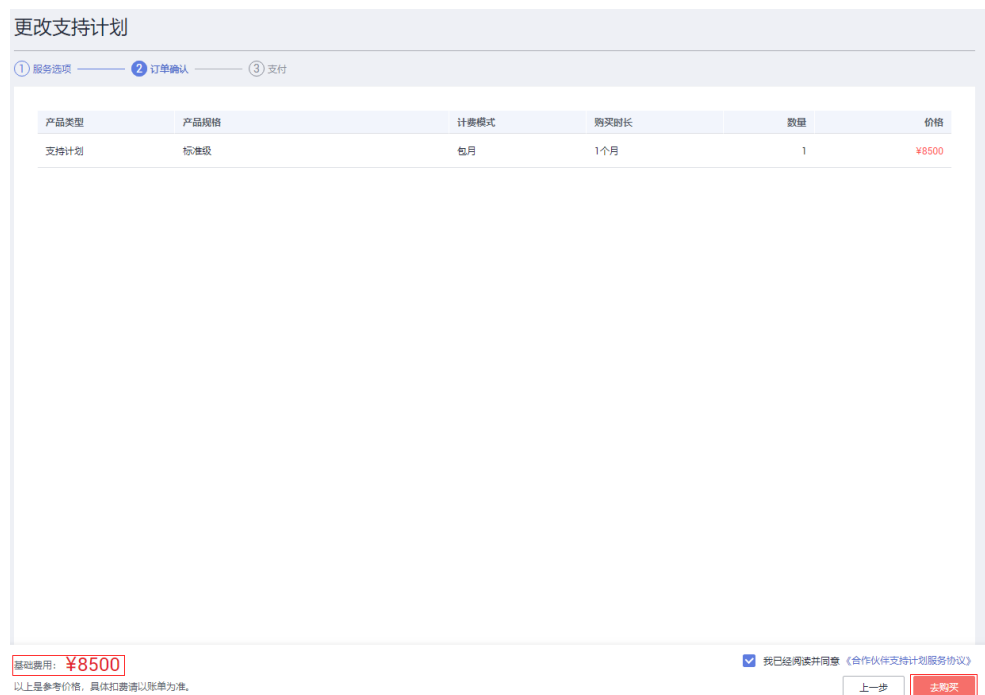 更改支持计划
1 服务选项 2 订单确认 3 支付
产品类型 产品规格 计费模式 购买时长 数量 价格
支持计划 标准级 包月 1个月 1 ¥8500
基础费用： ¥8500
我已经阅读并同意《合作伙伴支持计划服务协议》
以上是参考价格，具体扣费请以账单为准。
上一步 去购买